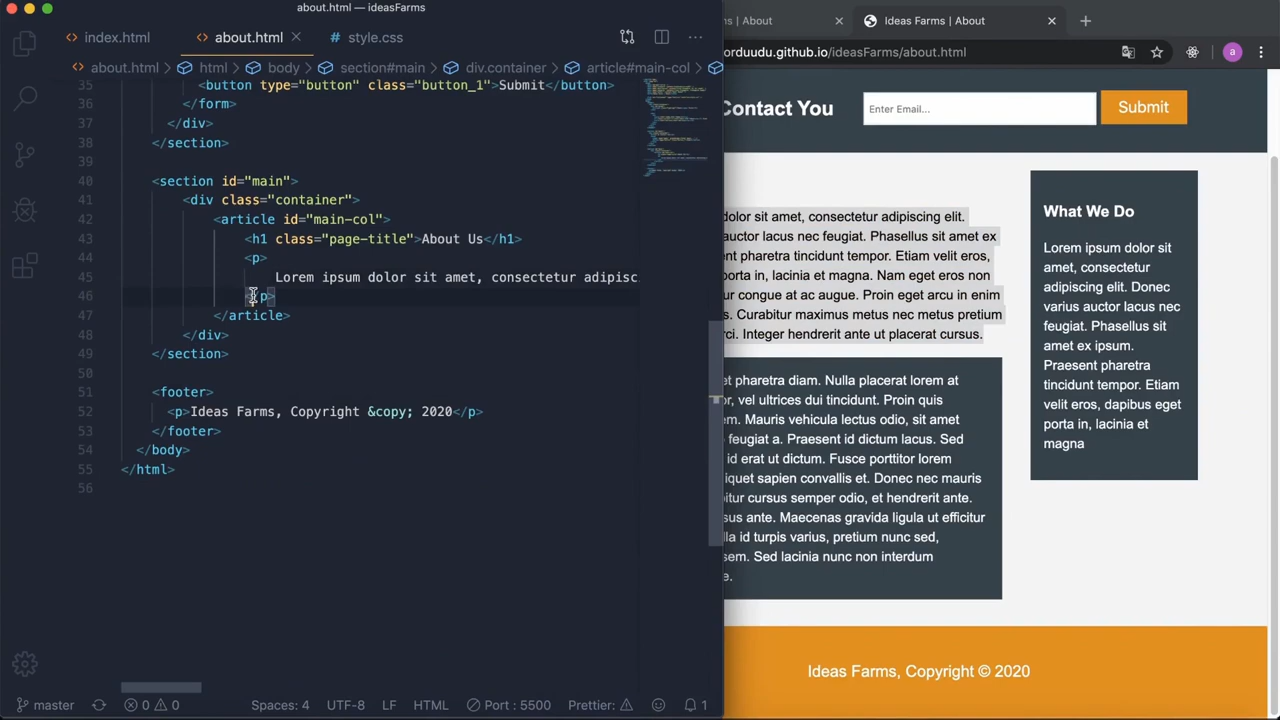 about.html — ideasFarms
index.html
about.html
style.css
about.html
html
body
section#main
div.container
article#main-col
35 <button type="button" class="button_1">Submit</button>
36 </form>
37 </div>
38 </section>
39
40 <section id="main">
41 <div class="container">
42 <article id="main-col">
43 <h1 class="page-title">About Us</h1>
44 <p>
45 Lorem ipsum dolor sit amet, consectetur adipisc
46 p>
47 </article>
48 </div>
49 </section>
50
51 <footer>
52 <p>Ideas Farms, Copyright &copy; 2020</p>
53 </footer>
54 </body>
55 </html>
56
master
0
0
Spaces: 4
UTF-8
LF
HTML
Port : 5500
Prettier:
1
| About
Ideas Farms | About
orduudu.github.io/ideasFarms/about.html
a
Contact You
Enter Email...
Submit
dolor sit amet, consectetur adipiscing elit.
auctor lacus nec feugiat. Phasellus sit amet ex
raesent tincidunt tempor. Etiam velit eros,
porta in, lacinia et magna. Nam eget eros non
congue at ac augue. Proin eget arcu in enim
s. Curabitur maximus metus nec metus pretium
rci. Integer hendrerit ante ut placerat cursus.
et pharetra diam. Nulla placerat lorem at
or, vel ultrices dui tincidunt. Proin quis
Mauris vehicula lectus odio, sit amet
feugiat a. Praesent id dictum lacus. Sed
id erat ut dictum. Fusce porttitor lorem
quet sapien convallis et. Donec nec mauris
cursus semper odio, et hendrerit ante.
sus ante. Maecenas gravida ligula ut efficitur
la id turpis varius, pretium nunc sed,
sem. Sed lacinia nunc non interdum
e.
What We Do
Lorem ipsum dolor
sit amet,
consectetur
adipiscing elit. Donec
varius auctor lacus nec
feugiat. Phasellus sit
amet ex ipsum.
Praesent pharetra
tincidunt tempor. Etiam
velit eros, dapibus eget
porta in, lacinia et
magna
Ideas Farms, Copyright © 2020